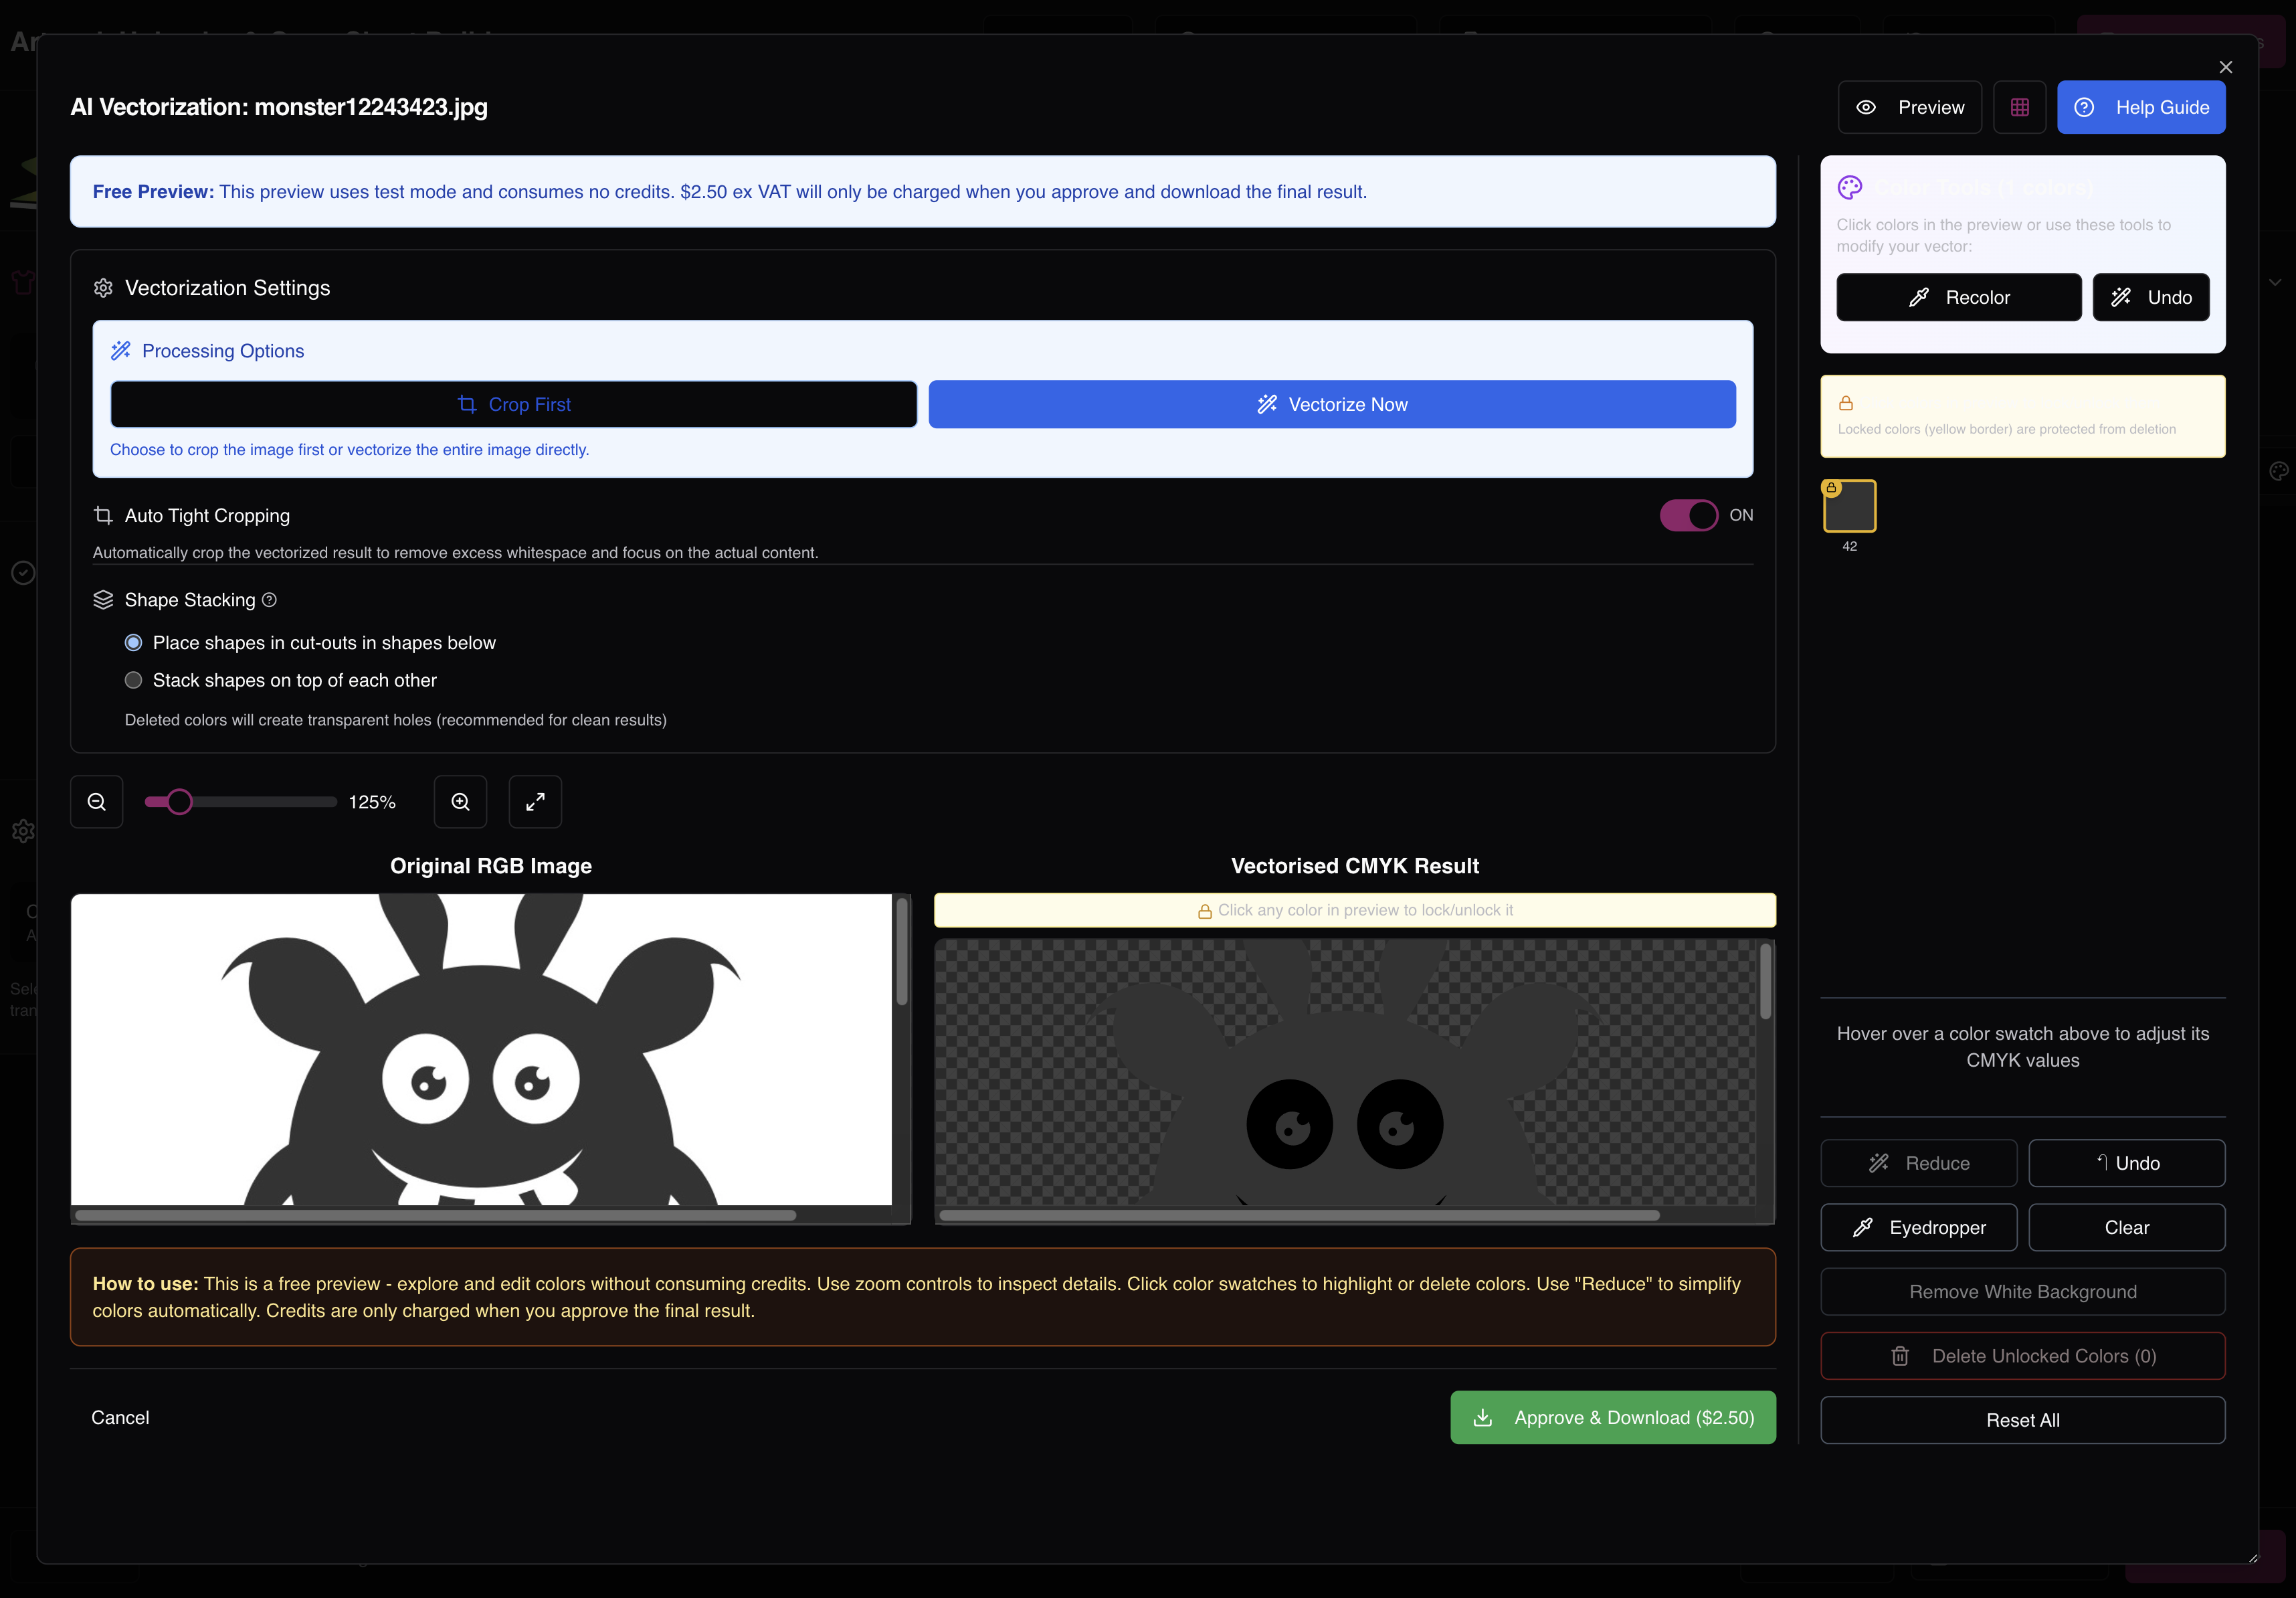 AI Vectorization: monster12243423.jpg
Preview
Help Guide
Free Preview: This preview uses test mode and consumes no credits. $2.50 ex VAT will only be charged when you approve and download the final result.
Vectorization Settings
Processing Options
Crop First
Vectorize Now
Choose to crop the image first or vectorize the entire image directly.
Auto Tight Cropping
ON
Automatically crop the vectorized result to remove excess whitespace and focus on the actual content.
Shape Stacking
Place shapes in cut-outs in shapes below
Stack shapes on top of each other
Deleted colors will create transparent holes (recommended for clean results)
125%
Original RGB Image
Vectorised CMYK Result
Click any color in preview to lock/unlock it
How to use: This is a free preview - explore and edit colors without consuming credits. Use zoom controls to inspect details. Click color swatches to highlight or delete colors. Use "Reduce" to simplify
colors automatically. Credits are only charged when you approve the final result.
Cancel
Approve & Download ($2.50)
Color Tools (1 colors)
Click colors in the preview or use these tools to
modify your vector:
Recolor
Undo
Locked colors (yellow border) are protected from deletion
42
Hover over a color swatch above to adjust its
CMYK values
Reduce
Undo
Eyedropper
Clear
Remove White Background
Delete Unlocked Colors (0)
Reset All